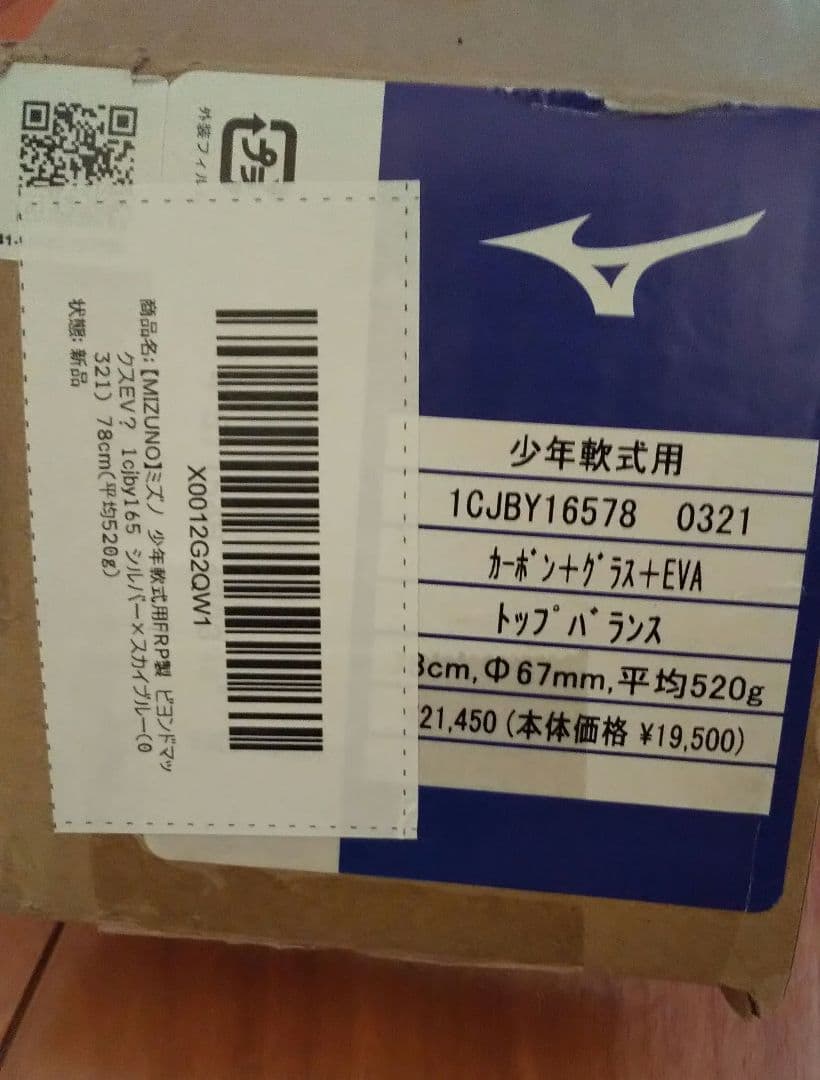 外装フィル
プラ
少年軟式用
1CJBY16578 0321
カーボン+グラス+EVA
トップバランス
8cm,Φ67mm,平均520g
21,450 (本体価格 ¥19,500)
X0012G2QW1
商品名:【MIZUNO】ミズノ 少年軟式用FRP製 ビヨンドマッ
クスEV? 1cjby165 シルバー×スカイブルー(0
321) 78cm(平均520g)
状態: 新品